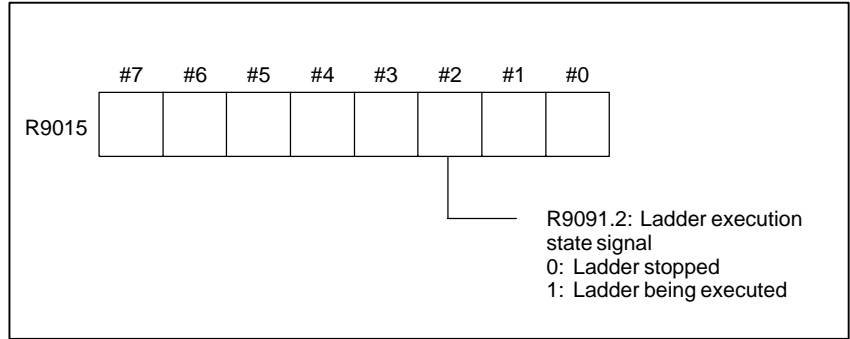 #7 #6 #5 #4 #3 #2 #1 #0
R9015
R9091.2: Ladder execution
state signal
0: Ladder stopped
1: Ladder being executed